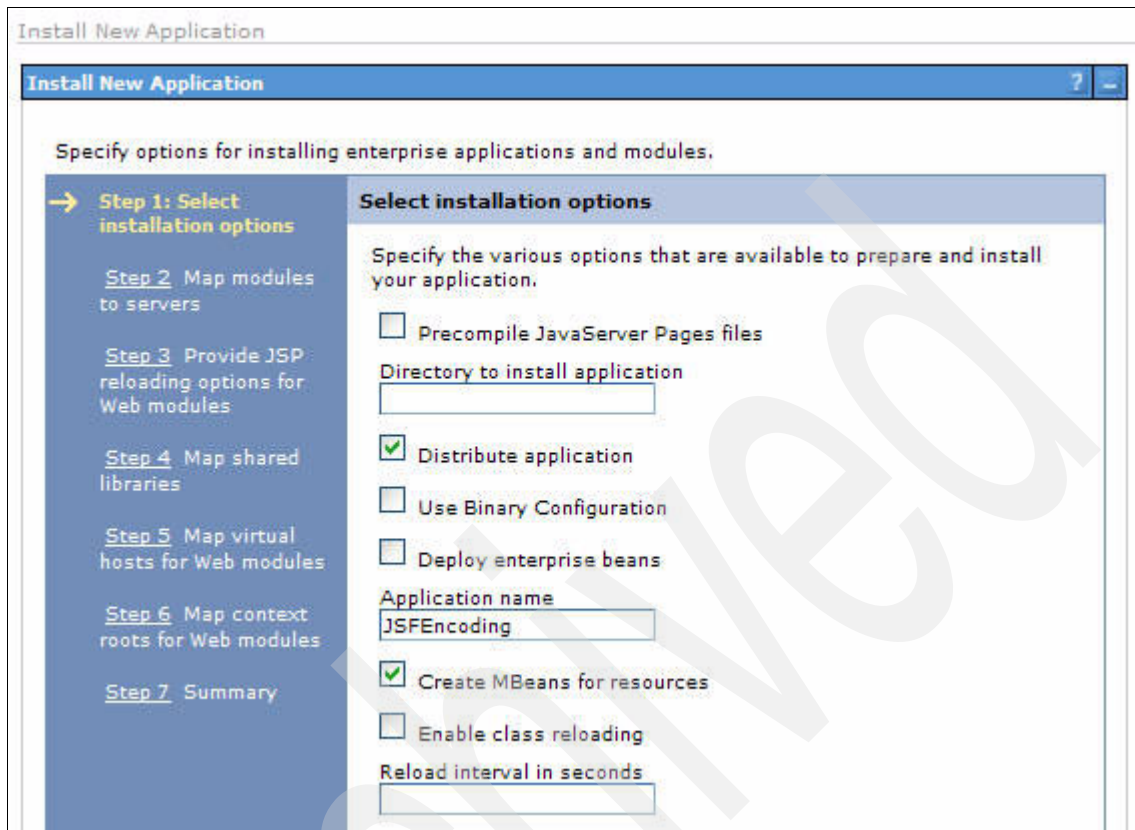 Install New Application
Install New Application ? -
Specify options for installing enterprise applications and modules.
Step 1: Select
installation options
Step 2 Map modules
to servers
Step 3 Provide JSP
reloading options for
Web modules
Step 4 Map shared
libraries
Step 5 Map virtual
hosts for Web modules
Step 6 Map context
roots for Web modules
Step 7 Summary
Select installation options
Specify the various options that are available to prepare and install
your application.
Precompile JavaServer Pages files
Directory to install application
Distribute application
Use Binary Configuration
Deploy enterprise beans
Application name
JSFEncoding
Create MBeans for resources
Enable class reloading
Reload interval in seconds